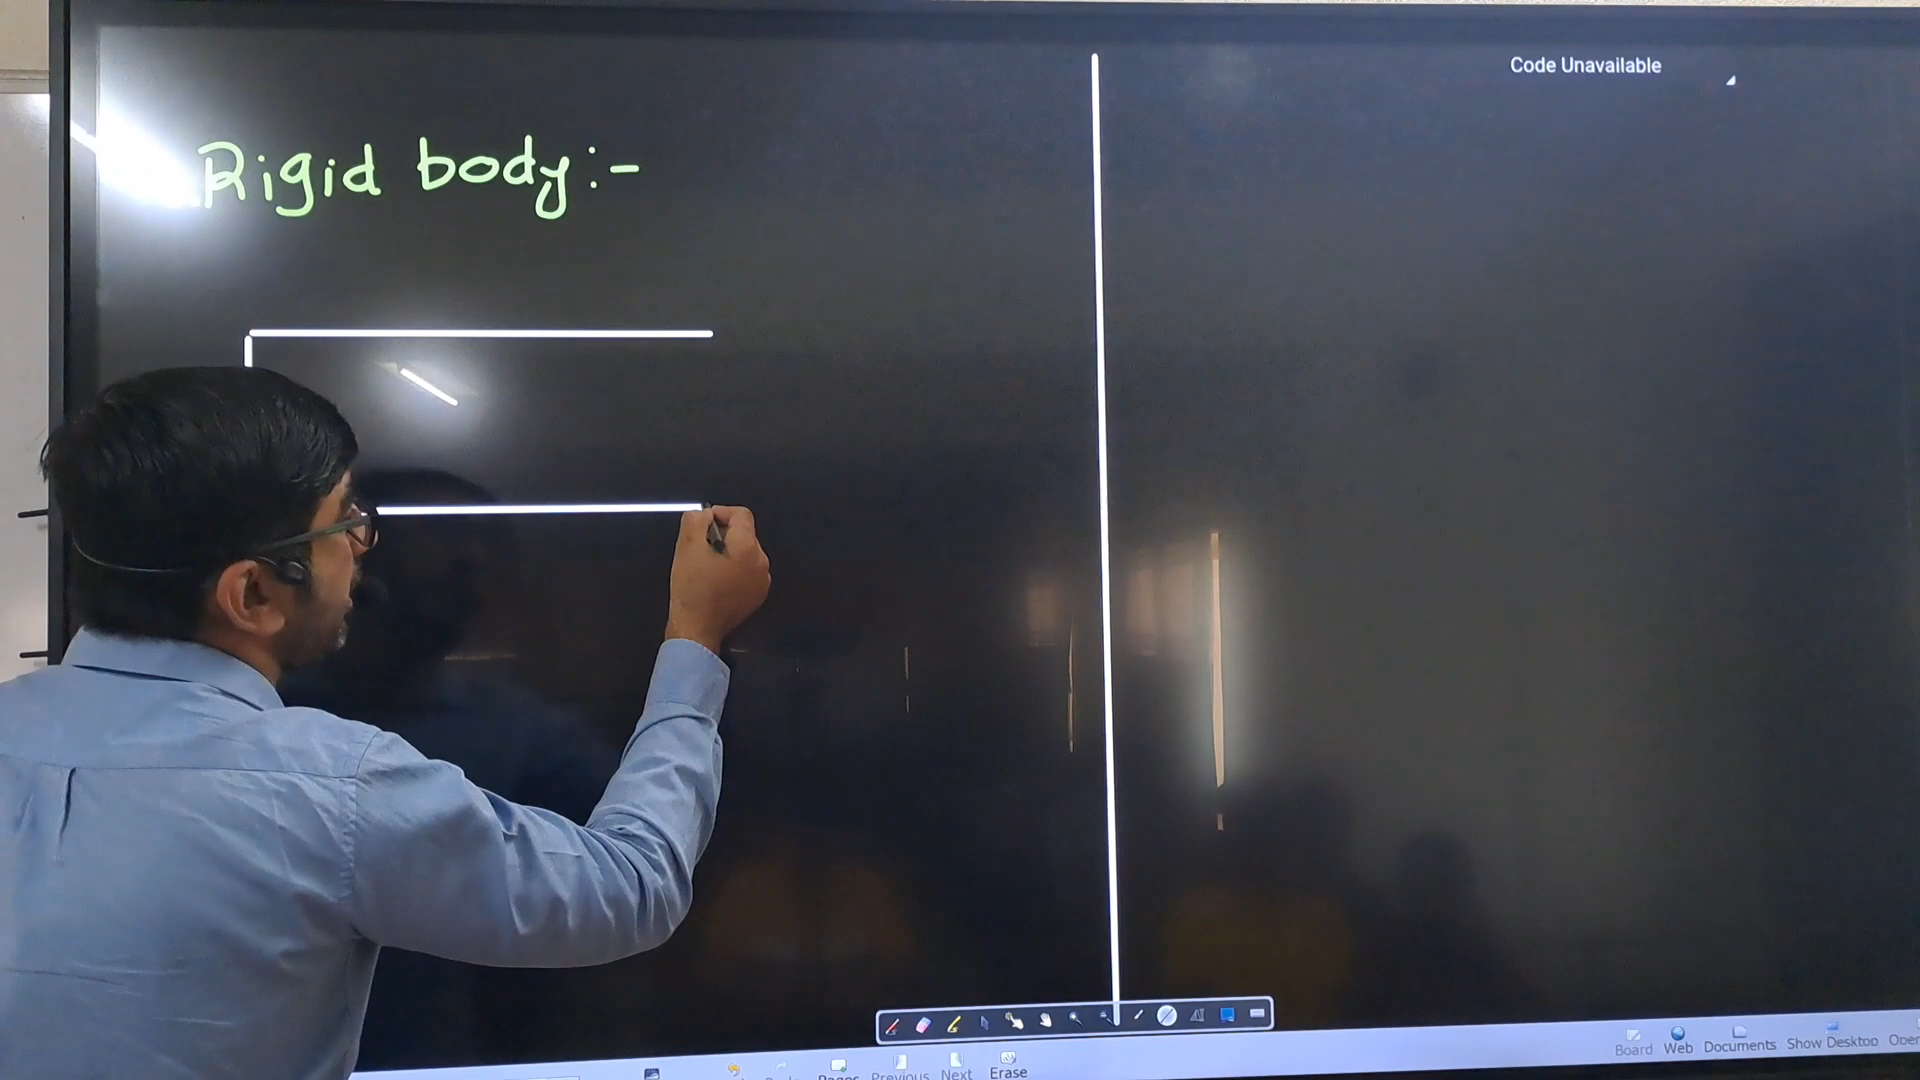 Code Unavailable
Rigid body:-
Board Web Documents Show Desktop
Pages Previous Next Erase